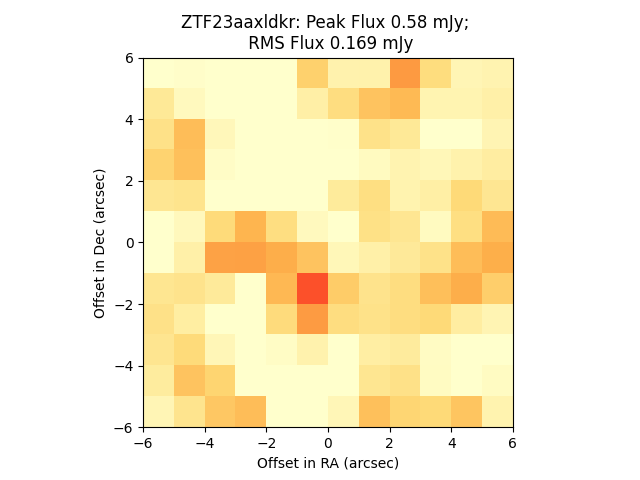 ZTF23aaxldkr: Peak Flux 0.58 mJy;
RMS Flux 0.169 mJy
6
4
2
0
−2
−4
−6
Offset in Dec (arcsec)
−6 −4 −2 0 2 4 6
Offset in RA (arcsec)